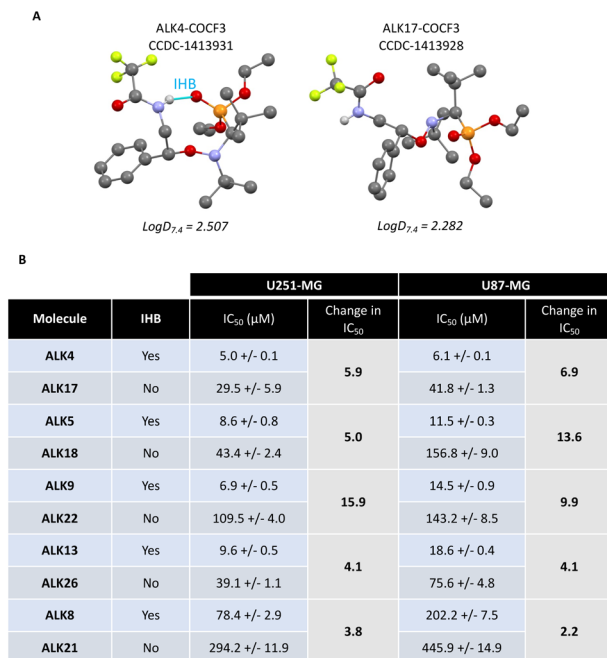 A
ALK4-COCF3
CCDC-1413931
ALK17-COCF3
CCDC-1413928
IHB
LogD7.4 = 2.507
LogD7.4 = 2.282
B
U251-MG U87-MG
Molecule IHB IC50 (μM) Change in IC50 IC50 (μM) Change in IC50
ALK4 Yes 5.0 +/- 0.1 5.9 6.1 +/- 0.1 6.9
ALK17 No 29.5 +/- 5.9 41.8 +/- 1.3
ALK5 Yes 8.6 +/- 0.8 5.0 11.5 +/- 0.3 13.6
ALK18 No 43.4 +/- 2.4 156.8 +/- 9.0
ALK9 Yes 6.9 +/- 0.5 15.9 14.5 +/- 0.9 9.9
ALK22 No 109.5 +/- 4.0 143.2 +/- 8.5
ALK13 Yes 9.6 +/- 0.5 4.1 18.6 +/- 0.4 4.1
ALK26 No 39.1 +/- 1.1 75.6 +/- 4.8
ALK8 Yes 78.4 +/- 2.9 3.8 202.2 +/- 7.5 2.2
ALK21 No 294.2 +/- 11.9 445.9 +/- 14.9